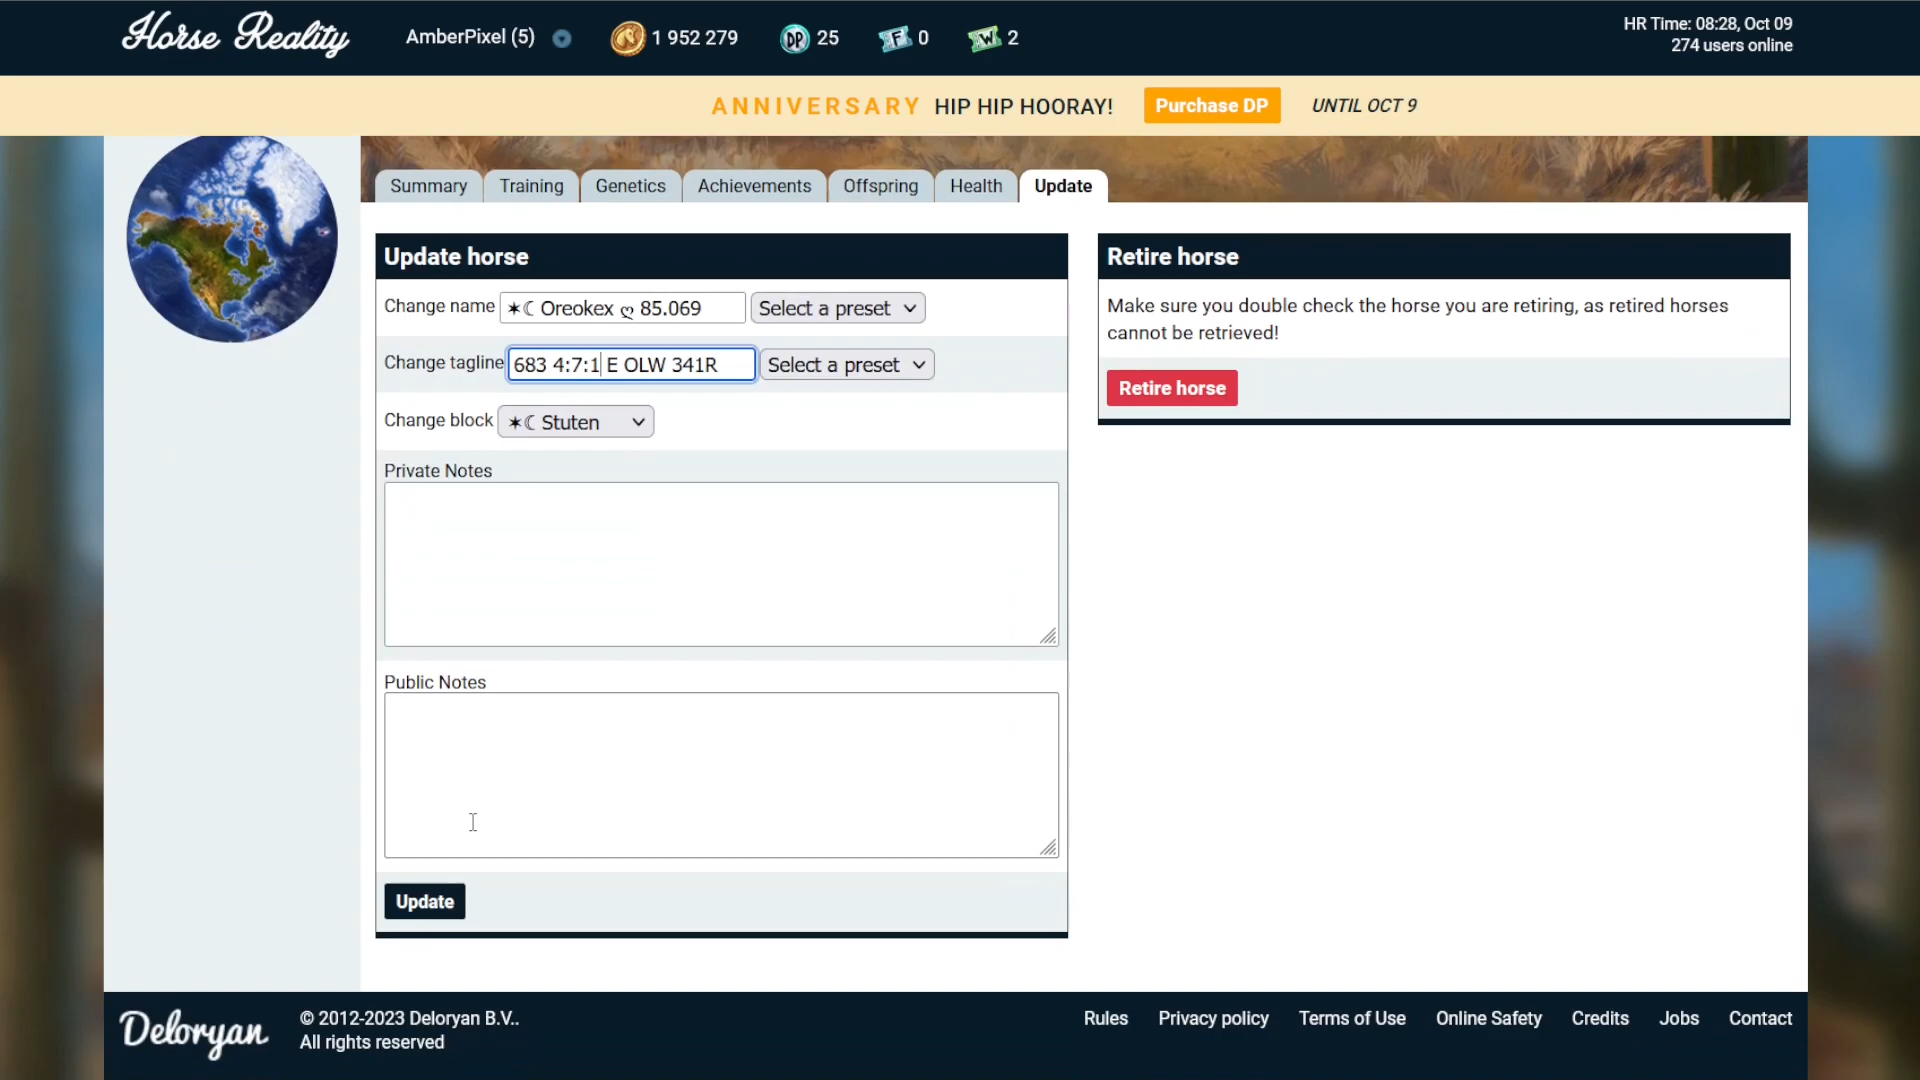 Horse Reality
AmberPixel (5)
1 952 279
DP
25
F
0
W
2
HR Time: 08:28, Oct 09
274 users online
ANNIVERSARY HIP HIP HOORAY! Purchase DP UNTIL OCT 9
Summary
Training
Genetics
Achievements
Offspring
Health
Update
Update horse
Change name ✶☾ Oreokex ღ 85.069 Select a preset
Change tagline 683 4:7:1 E OLW 341R Select a preset
Change block ✶☾ Stuten
Private Notes
Public Notes
Update
Retire horse
Make sure you double check the horse you are retiring, as retired horses
cannot be retrieved!
Retire horse
Deloryan
© 2012-2023 Deloryan B.V..
All rights reserved
Rules
Privacy policy
Terms of Use
Online Safety
Credits
Jobs
Contact